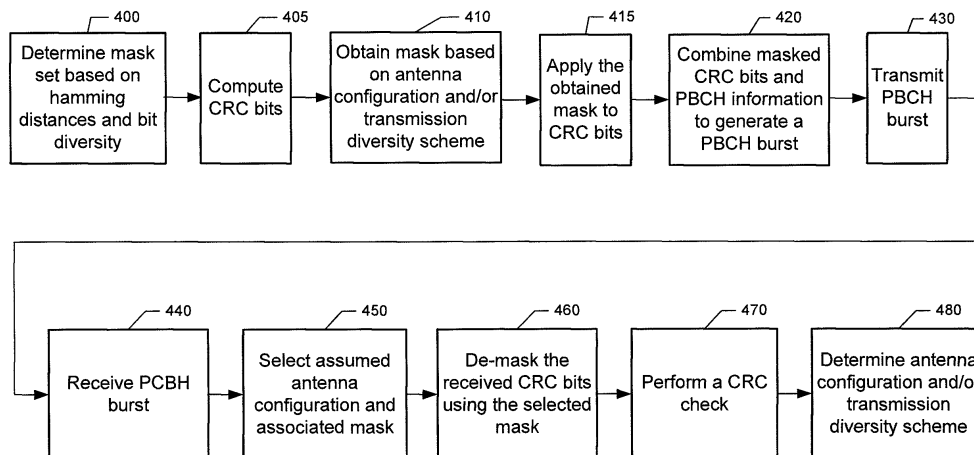 400
Determine mask
set based on
hamming
distances and bit
diversity
405
Compute
CRC bits
410
Obtain mask based
on antenna
configuration and/or
transmission
diversity scheme
415
Apply the
obtained
mask to
CRC bits
420
Combine masked
CRC bits and
PBCH information
to generate a
PBCH burst
430
Transmit
PBCH
burst
440
Receive PCBH
burst
450
Select assumed
antenna
configuration and
associated mask
460
De-mask the
received CRC bits
using the selected
mask
470
Perform a CRC
check
480
Determine antenna
configuration and/o
transmission
diversity scheme